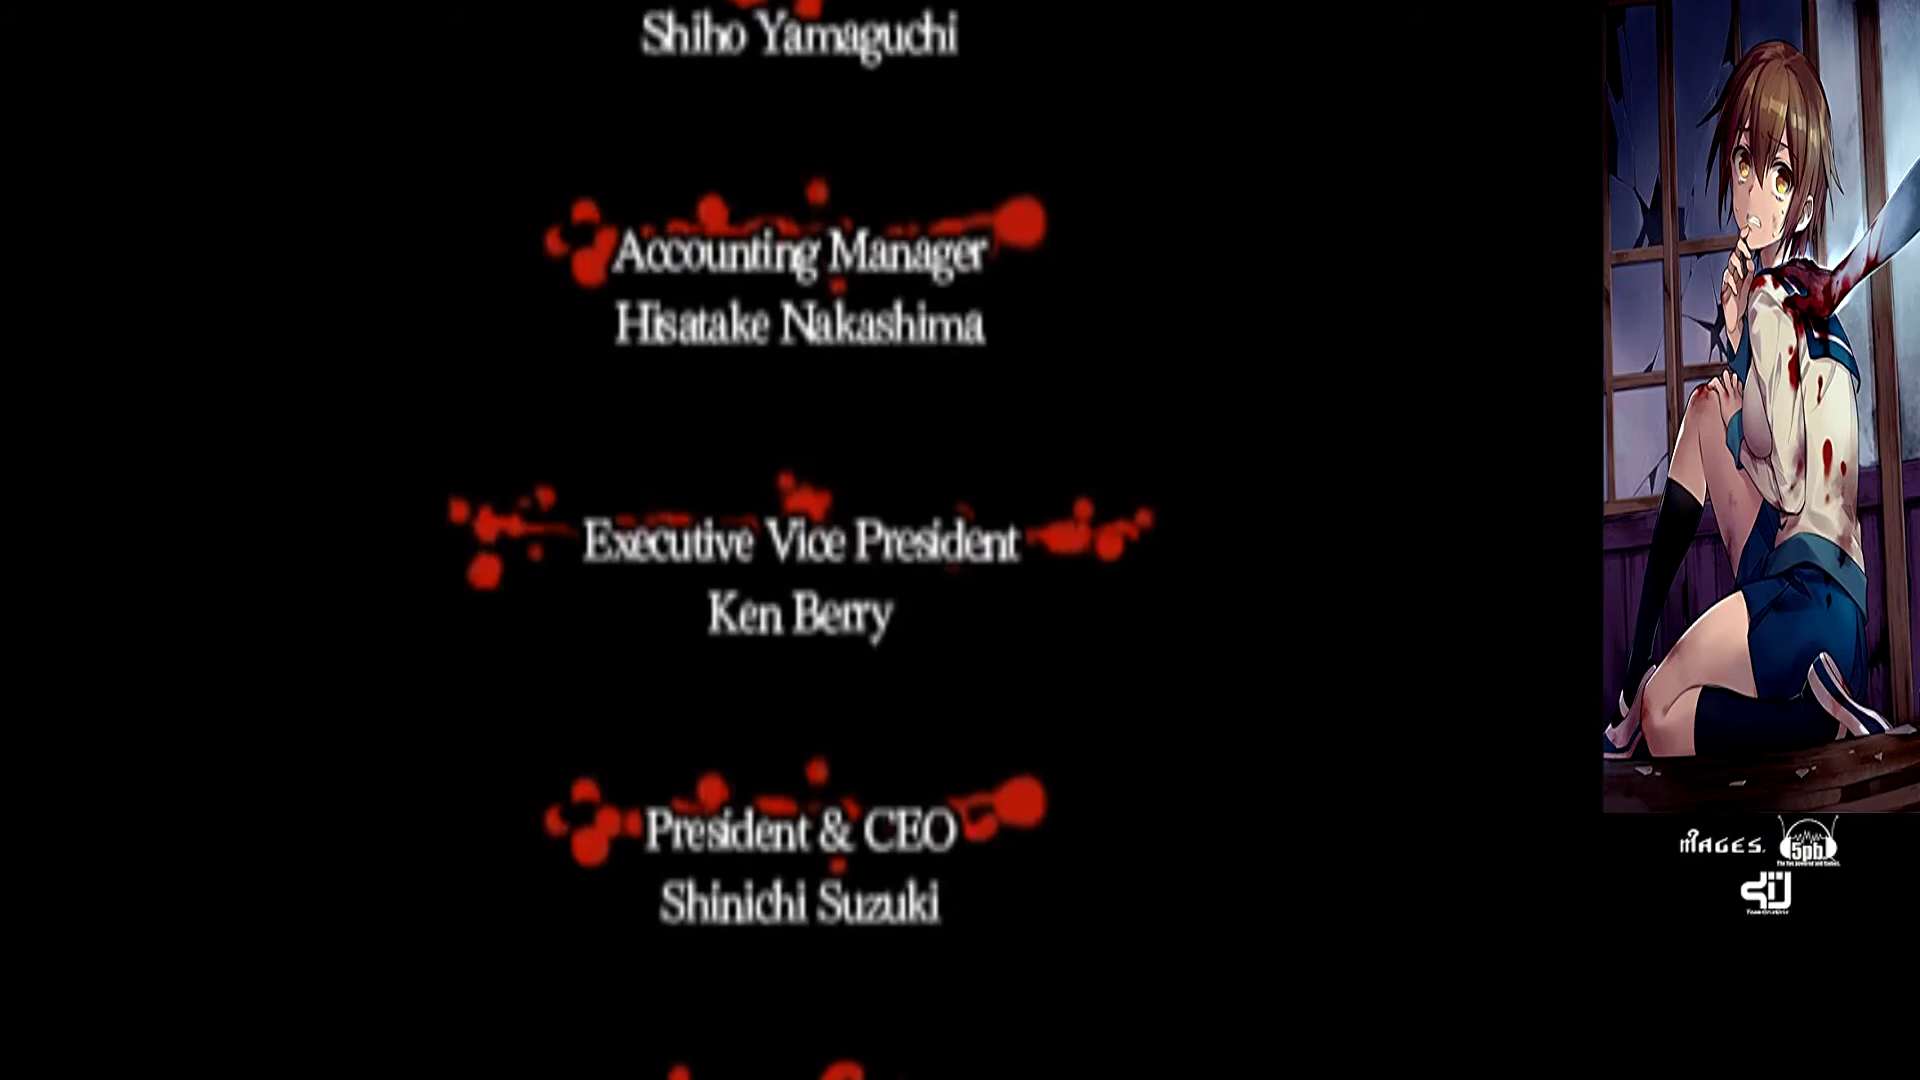 Shiho Yamaguchi
Accounting Manager
Hisatake Nakashima
Executive Vice President
Ken Berry
President & CEO
Shinichi Suzuki
MAGES.
5pb.